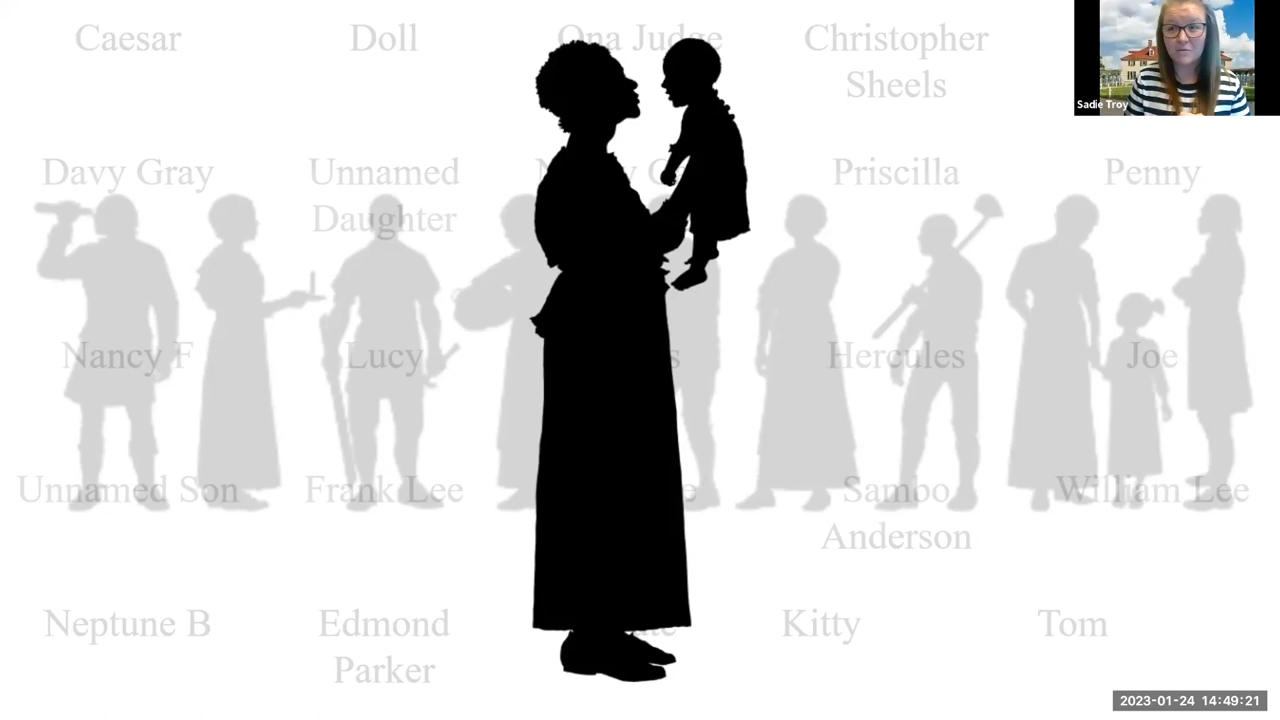 Caesar Doll Ona Judge Christopher
Sheels
Sadie Troy
Davy Gray Unnamed Priscilla Penny
Daughter
Nancy F Lucy Hercules Joe
Unnamed Son Frank Lee Sambo William Lee
Anderson
Neptune B Edmond Kitty Tom
Parker
2023-01-24 14:49:21